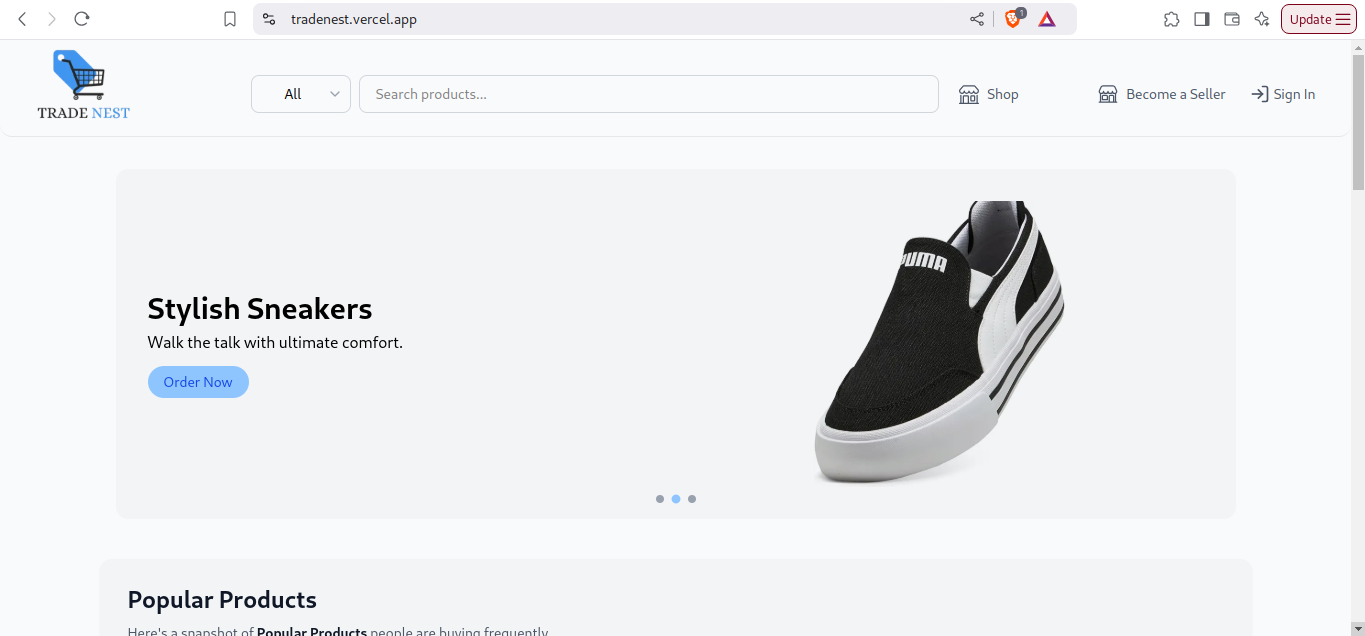 tradenest.vercel.app
1
Update
TRADE NEST
All
Search products...
Shop
Become a Seller
Sign In
PUMA
Stylish Sneakers
Walk the talk with ultimate comfort.
Order Now
Popular Products
Here's a snapshot of Popular Products people are buying frequently